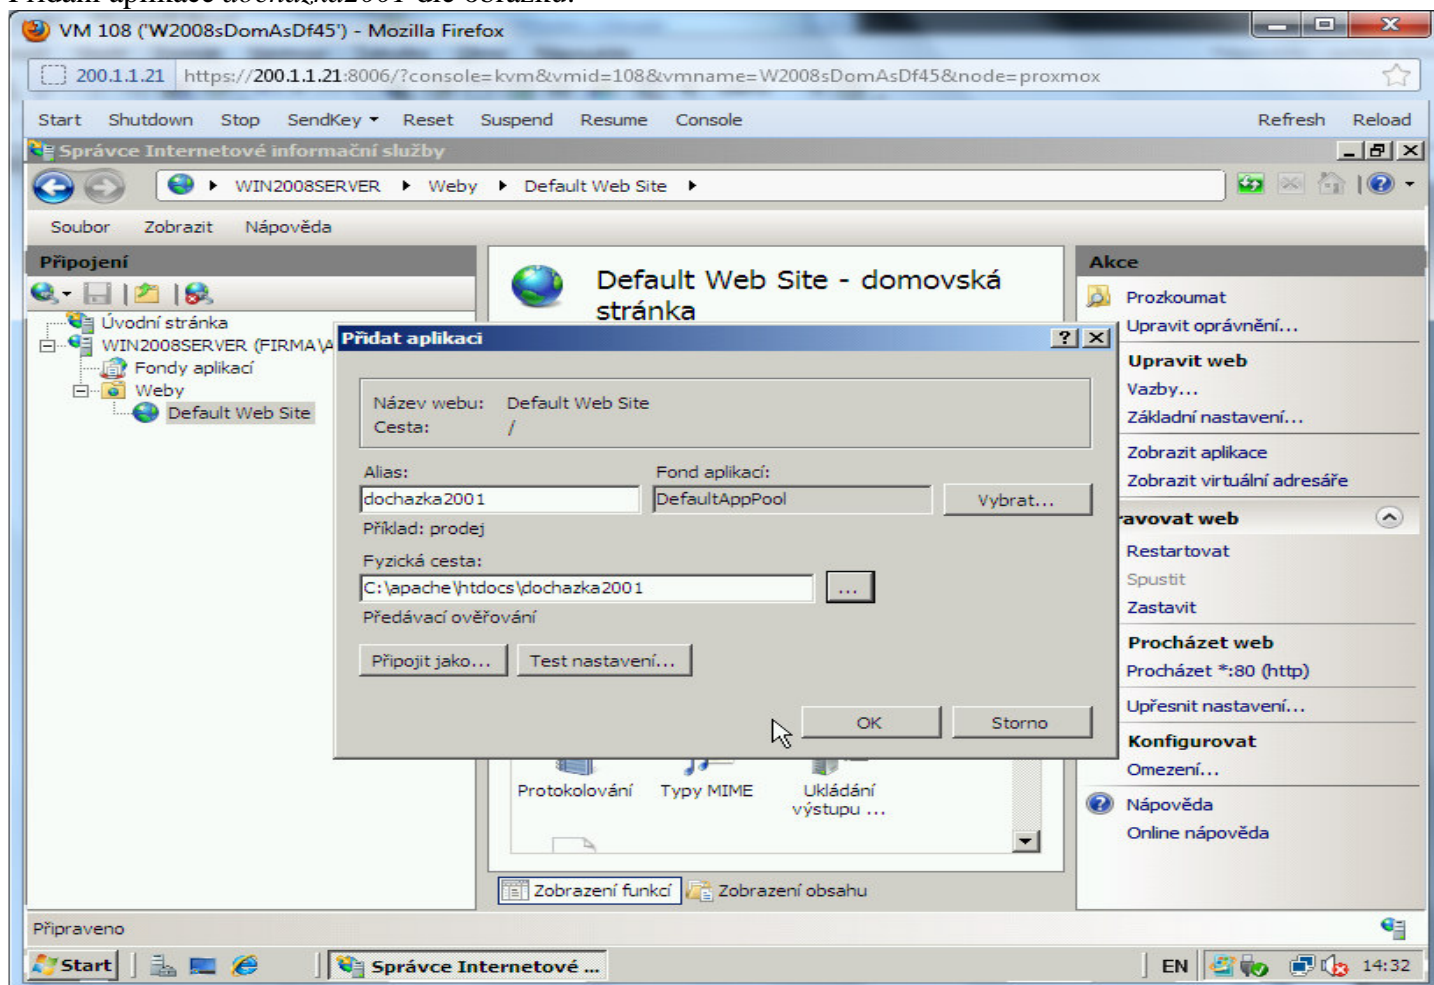 Přidání aplikace dochazka2001 dle obrázku:
VM 108 ('W2008sDomAsDf45') - Mozilla Firefox
200.1.1.21 https://200.1.1.21:8006/?console=kvm&vmid=108&vmname=W2008sDomAsDf45&node=proxmox
Start Shutdown Stop SendKey Reset Suspend Resume Console Refresh Reload
Správce Internetové informační služby
WIN2008SERVER Weby Default Web Site
Soubor Zobrazit Nápověda
Připojení
Úvodní stránka
WIN2008SERVER (FIRMA\A
Fondy aplikací
Weby
Default Web Site
Default Web Site - domovská
stránka
Přidat aplikaci
Název webu: Default Web Site
Cesta: /
Alias: Fond aplikací:
dochazka2001 DefaultAppPool Vybrat...
Příklad: prodej
Fyzická cesta:
C:\apache\htdocs\dochazka2001 ...
Předávací ověřování
Připojit jako... Test nastavení...
OK Storno
Protokolování Typy MIME Ukládání
výstupu ...
Zobrazení funkcí Zobrazení obsahu
Akce
Prozkoumat
Upravit oprávnění...
Upravit web
Vazby...
Základní nastavení...
Zobrazit aplikace
Zobrazit virtuální adresáře
ravovat web
Restartovat
Spustit
Zastavit
Procházet web
Procházet *:80 (http)
Upřesnit nastavení...
Konfigurovat
Omezení...
Nápověda
Online nápověda
Připraveno
Start Správce Internetové ... EN 14:32